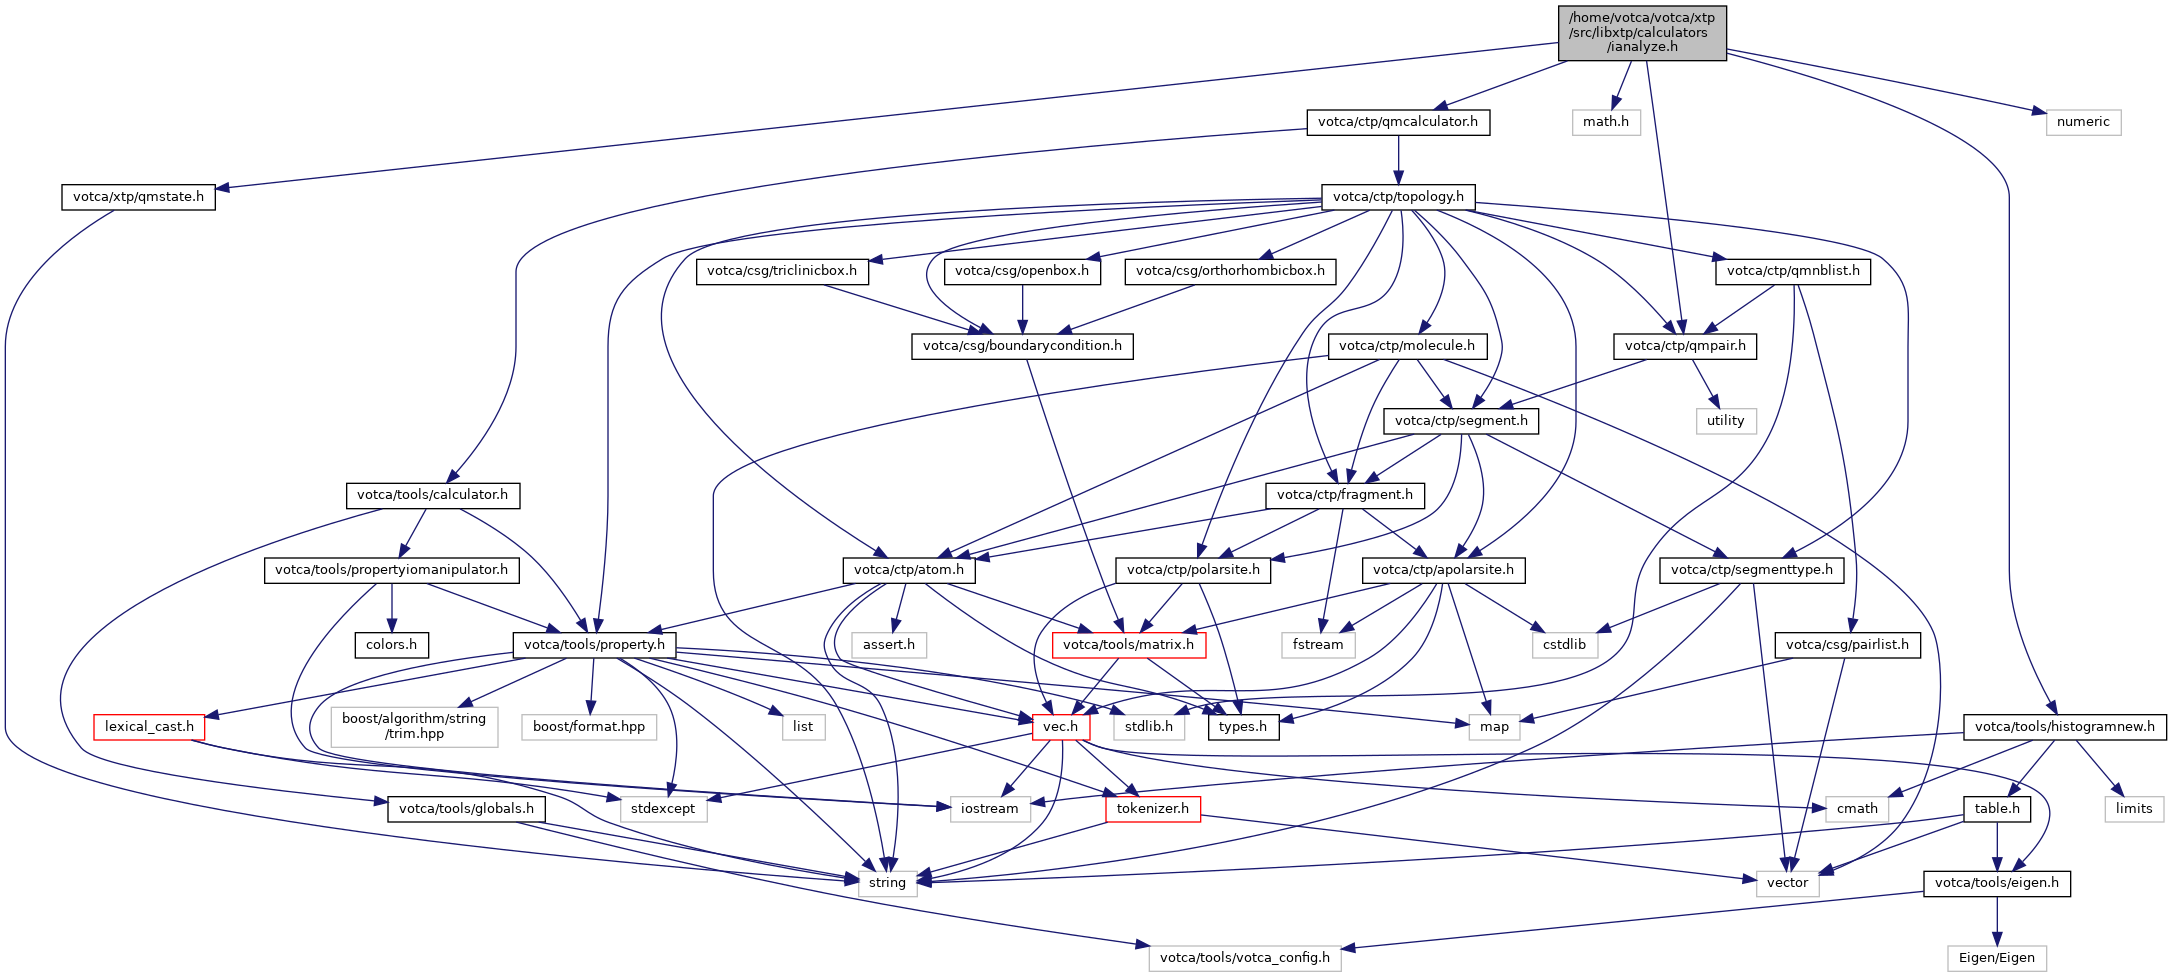 /home/votca/votca/xtp
/src/libxtp/calculators
/ianalyze.h
votca/ctp/qmcalculator.h
math.h
numeric
votca/xtp/qmstate.h
votca/ctp/topology.h
votca/csg/triclinicbox.h
votca/csg/openbox.h
votca/csg/orthorhombicbox.h
votca/ctp/qmnblist.h
votca/csg/boundarycondition.h
votca/ctp/molecule.h
votca/ctp/qmpair.h
votca/ctp/segment.h
utility
votca/tools/calculator.h
votca/ctp/fragment.h
votca/tools/propertyiomanipulator.h
votca/ctp/atom.h
votca/ctp/polarsite.h
votca/ctp/apolarsite.h
votca/ctp/segmenttype.h
colors.h
votca/tools/property.h
assert.h
votca/tools/matrix.h
fstream
cstdlib
votca/csg/pairlist.h
lexical_cast.h
boost/algorithm/string
/trim.hpp
boost/format.hpp
list
vec.h
stdlib.h
types.h
map
votca/tools/histogramnew.h
votca/tools/globals.h
stdexcept
iostream
tokenizer.h
cmath
table.h
limits
string
vector
votca/tools/eigen.h
votca/tools/votca_config.h
Eigen/Eigen